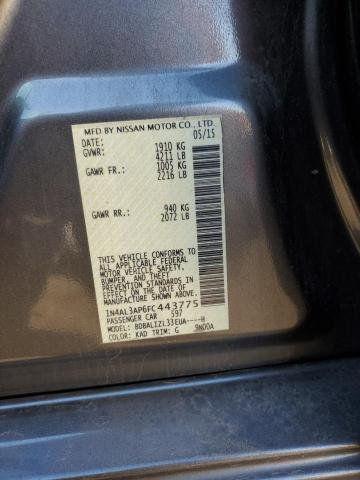 MFD BY NISSAN MOTOR CO., LTD.
DATE: 05/15
GVWR: 1910 KG
4211 LB
GAWR FR.: 1005 KG
2216 LB
GAWR RR.: 940 KG
2072 LB
THIS VEHICLE CONFORMS TO
ALL APPLICABLE FEDERAL
MOTOR VEHICLE SAFETY,
BUMPER, AND THEFT
PREVENTION STANDARDS
IN EFFECT ON THE DATE OF
MANUFACTURE SHOWN ABOVE.
1N4AL3AP6FC443775
PASSENGER CAR 597
MODEL: BDBALIZL33EUA----H
COLOR: KAD TRIM: G 9N00A